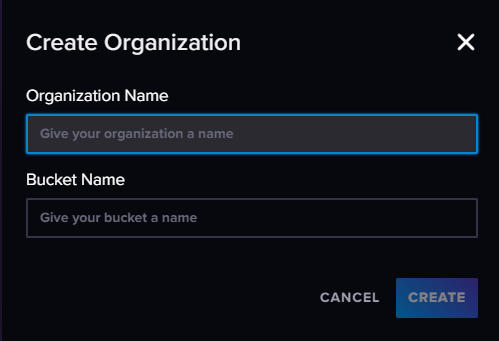 Create Organization
Organization Name
Give your organization a name
Bucket Name
Give your bucket a name
CANCEL CREATE